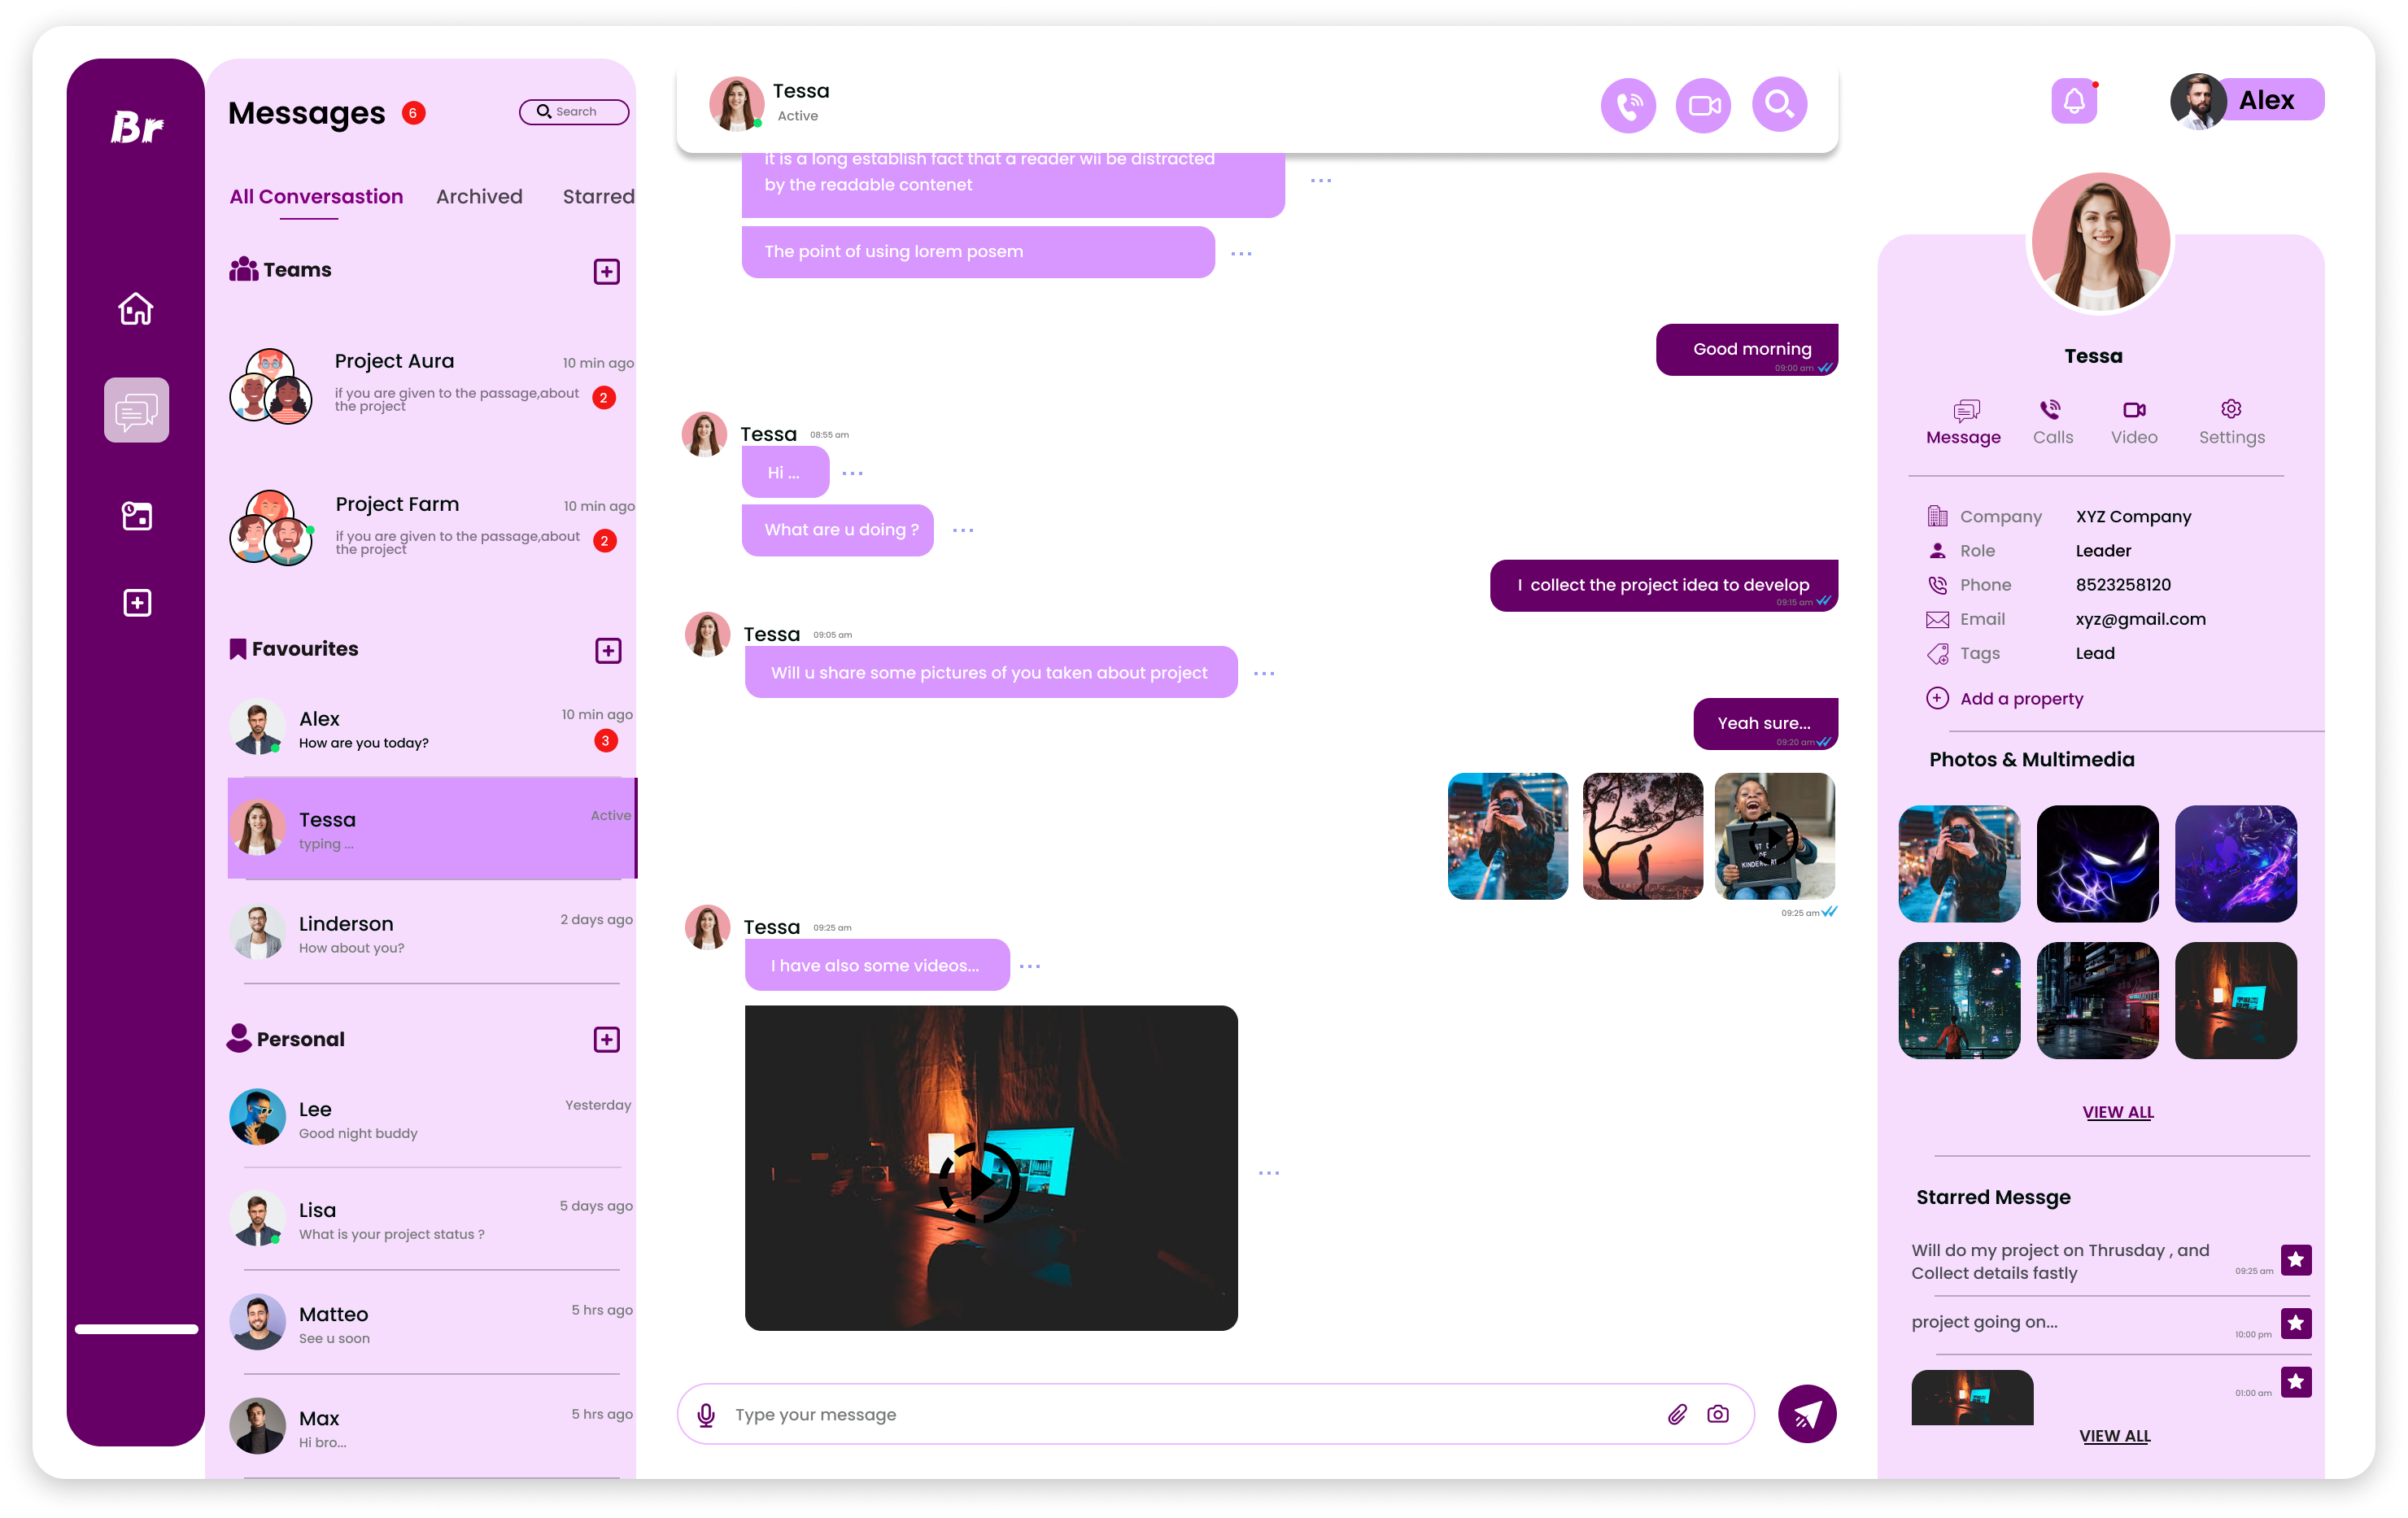 Br
Messages 6
Search
All Conversastion Archived Starred
Teams
Project Aura 10 min ago
if you are given to the passage,about
the project
2
Project Farm 10 min ago
if you are given to the passage,about
the project
2
Favourites
Alex 10 min ago
How are you today? 3
Tessa Active
typing ...
Linderson 2 days ago
How about you?
Personal
Lee Yesterday
Good night buddy
Lisa 5 days ago
What is your project status ?
Matteo 5 hrs ago
See u soon
Max 5 hrs ago
Hi bro...
Tessa
Active
it is a long establish fact that a reader wil be distracted
by the readable contenet
...
The point of using lorem posem ...
Good morning
09:00 am
Tessa 08:55 am
Hi ... ...
What are u doing ? ...
I collect the project idea to develop
09:15 am
Tessa 09:05 am
Will u share some pictures of you taken about project ...
Yeah sure...
09:20 am
KINDERGARTEN
09:25 am
Tessa 09:25 am
I have also some videos... ...
...
Type your message
Alex
Tessa
Message Calls Video Settings
Company XYZ Company
Role Leader
Phone 8523258120
Email xyz@gmail.com
Tags Lead
Add a property
Photos & Multimedia
VIEW ALL
Starred Messge
Will do my project on Thrusday , and
Collect details fastly
09:25 am
project going on...
10:00 pm
01:00 am
VIEW ALL